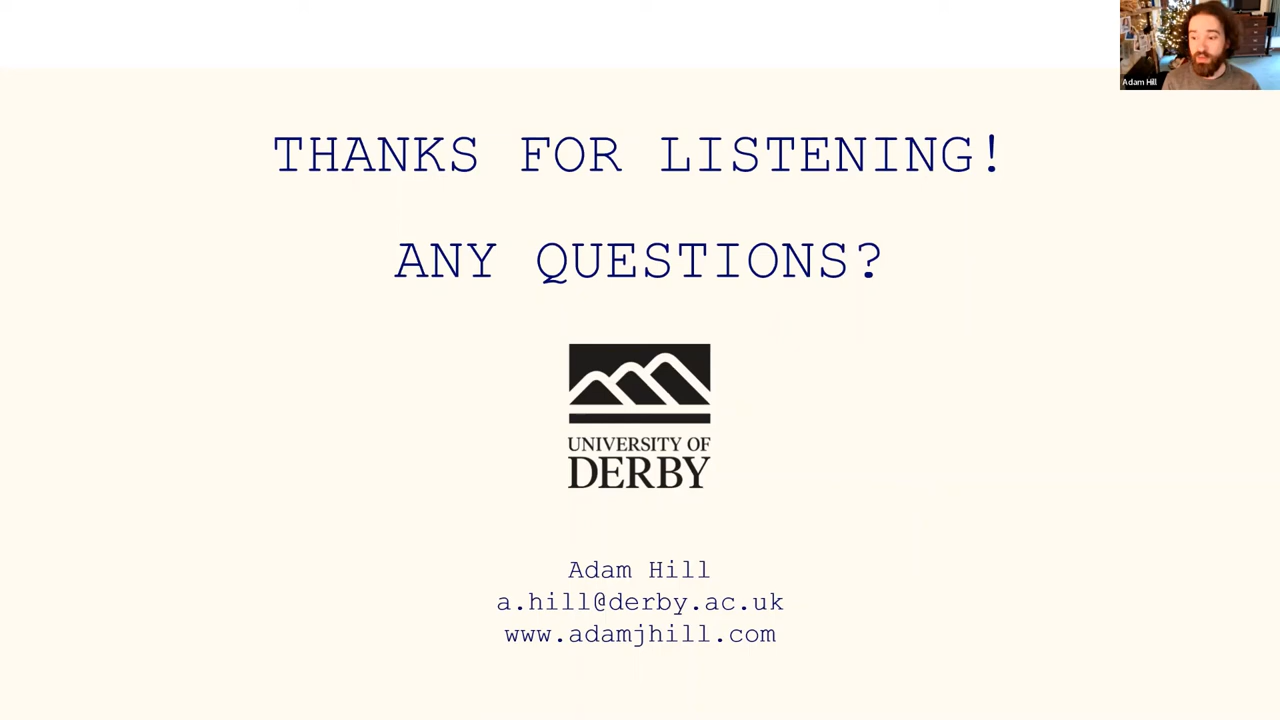 Adam Hill
THANKS FOR LISTENING!
ANY QUESTIONS?
UNIVERSITY OF
DERBY
Adam Hill
a.hill@derby.ac.uk
www.adamjhill.com